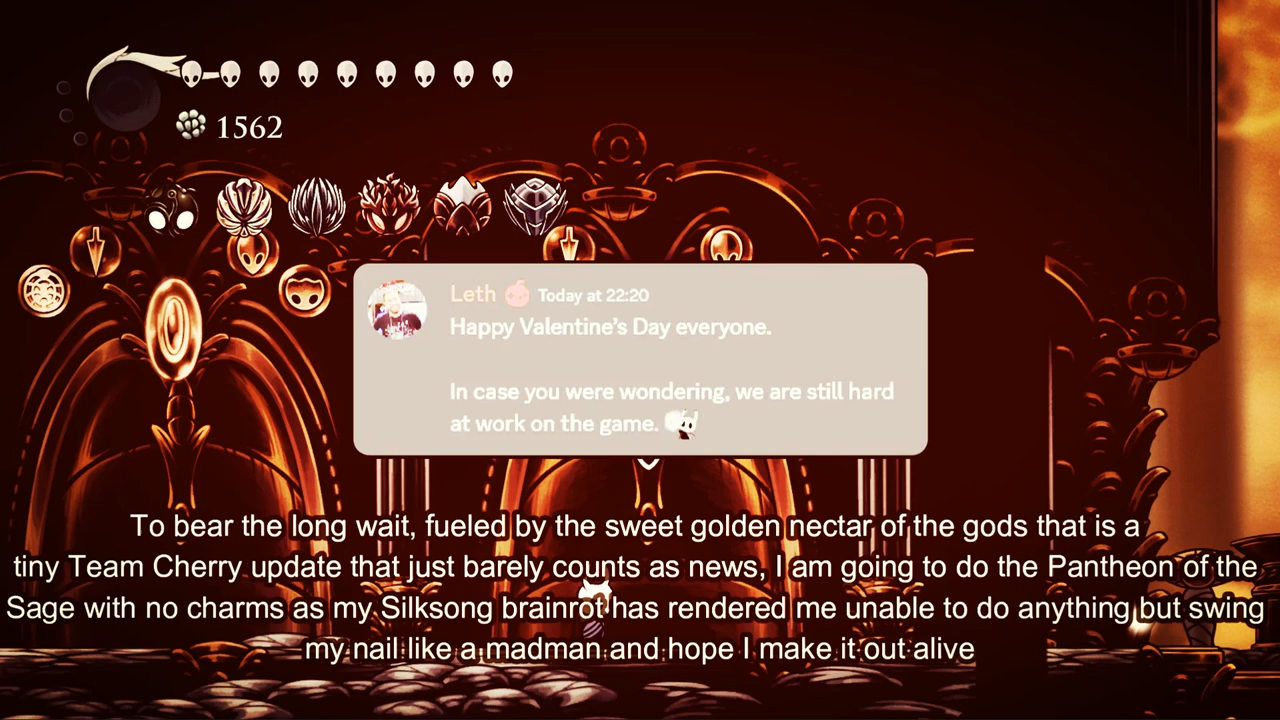 1562
Leth Today at 22:20
Happy Valentine's Day everyone.
In case you were wondering, we are still hard
at work on the game.
To bear the long wait, fueled by the sweet golden nectar of the gods that is a
tiny Team Cherry update that just barely counts as news, I am going to do the Pantheon of the
Sage with no charms as my Silksong brainrot has rendered me unable to do anything but swing
my nail like a madman and hope I make it out alive